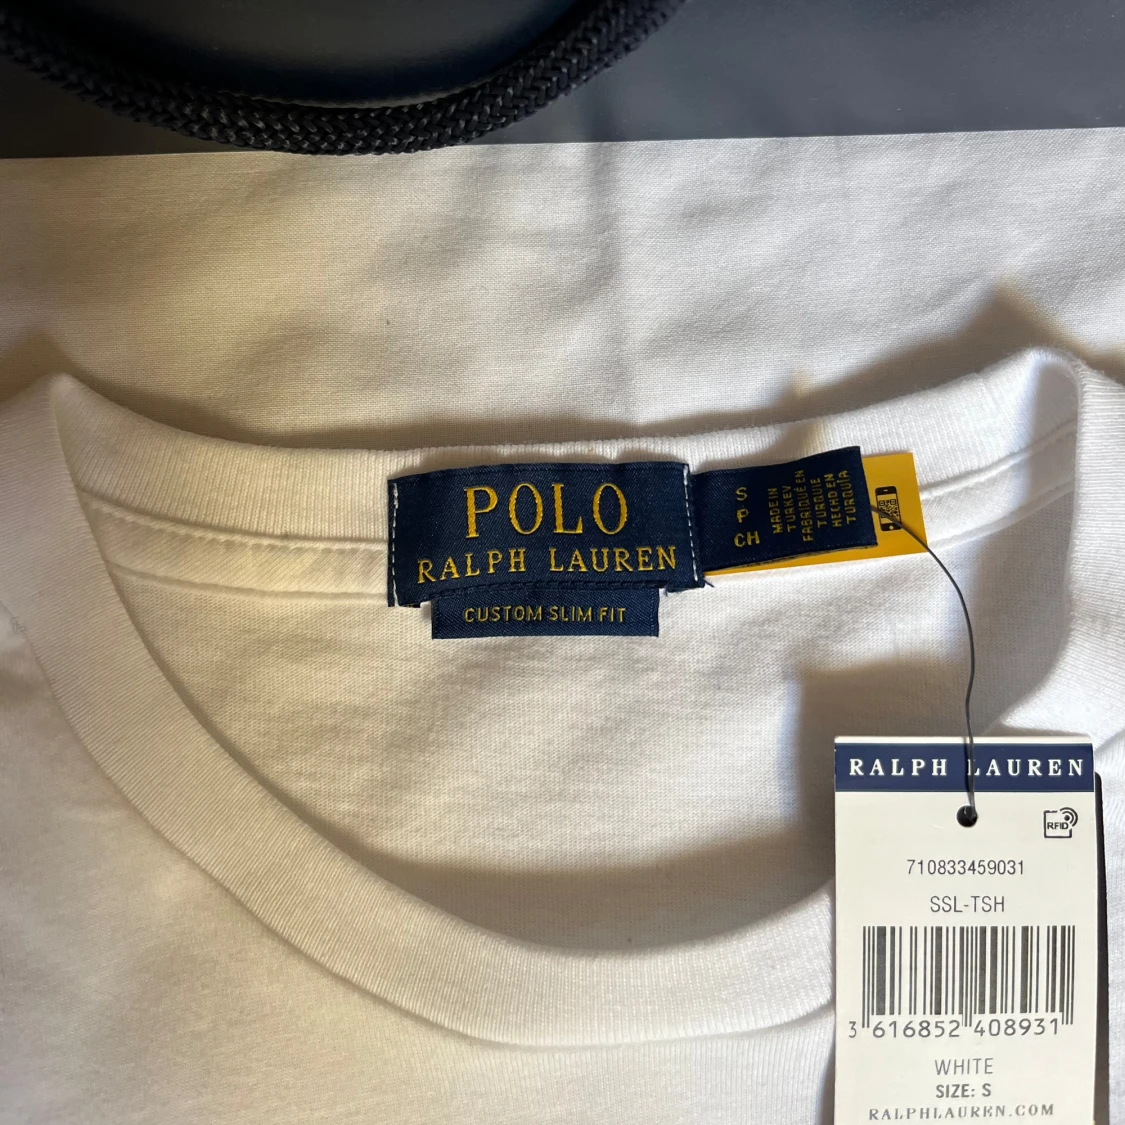 POLO
RALPH LAUREN
CUSTOM SLIM FIT
S
P
CH
MADE IN
TURKEY
FABRIQUÉ EN
TURQUIE
HECHO EN
TURQUÍA
RALPH LAUREN
RFID
710833459031
SSL-TSH
3 616852 408931
WHITE
SIZE: S
RALPHLAUREN.COM